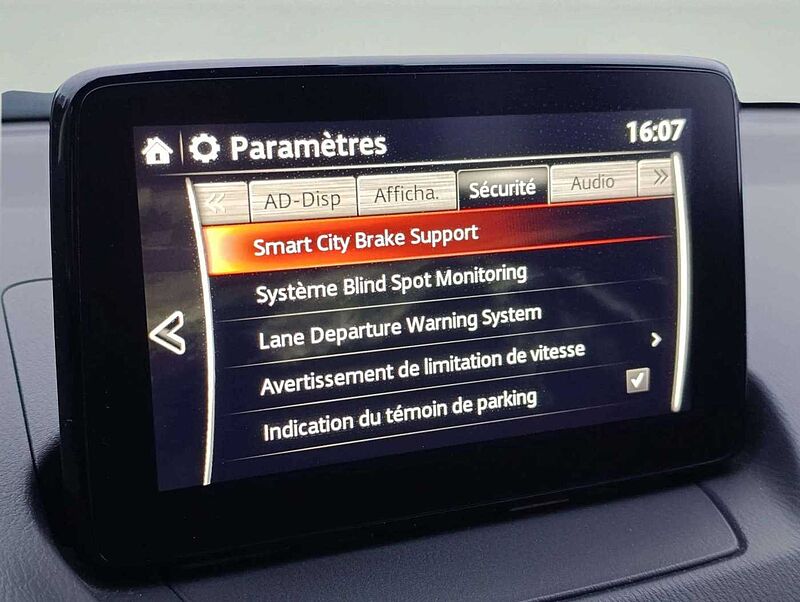 Paramètres
16:07
AD-Disp
Afficha.
Sécurité
Audio
Smart City Brake Support
Système Blind Spot Monitoring
Lane Departure Warning System
Avertissement de limitation de vitesse
Indication du témoin de parking